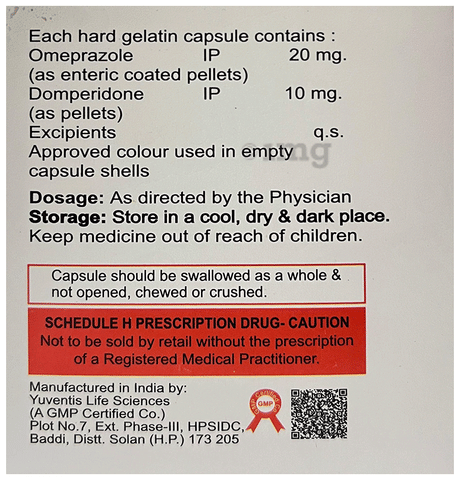 Each hard gelatin capsule contains :
Omeprazole IP 20 mg.
(as enteric coated pellets)
Domperidone IP 10 mg.
(as pellets)
Excipients q.s.
Approved colour used in empty
capsule shells
Dosage: As directed by the Physician
Storage: Store in a cool, dry & dark place.
Keep medicine out of reach of children.
Capsule should be swallowed as a whole &
not opened, chewed or crushed.
SCHEDULE H PRESCRIPTION DRUG- CAUTION
Not to be sold by retail without the prescription
of a Registered Medical Practitioner.
Manufactured in India by:
Yuventis Life Sciences
(A GMP Certified Co.)
Plot No.7, Ext. Phase-III, HPSIDC,
Baddi, Distt. Solan (H.P.) 173 205
GMP